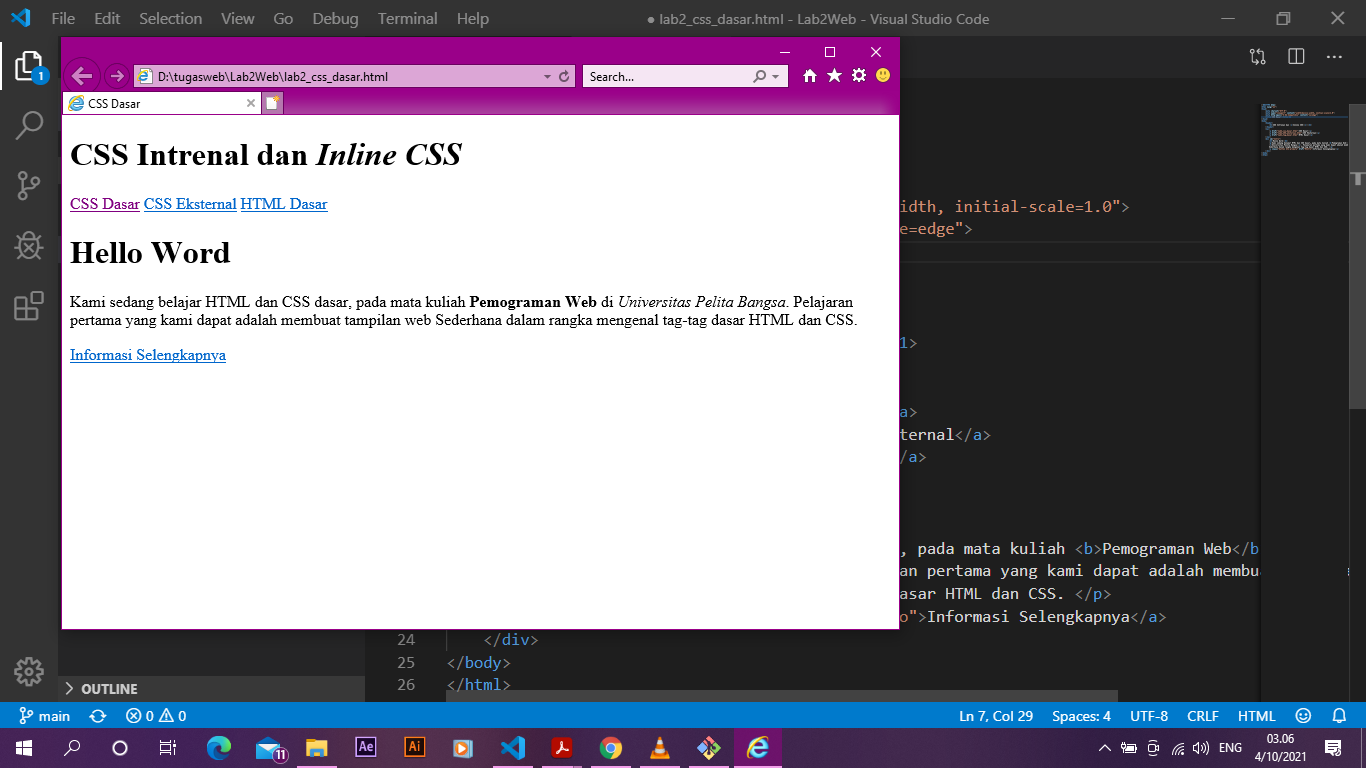 File Edit Selection View Go Debug Terminal Help
● lab2_css_dasar.html - Lab2Web - Visual Studio Code
1
D:\tugasweb\Lab2Web\lab2_css_dasar.html
Search...
CSS Dasar
CSS Intrenal dan Inline CSS
CSS Dasar CSS Eksternal HTML Dasar
Hello Word
Kami sedang belajar HTML dan CSS dasar, pada mata kuliah Pemograman Web di Universitas Pelita Bangsa. Pelajaran
pertama yang kami dapat adalah membuat tampilan web Sederhana dalam rangka mengenal tag-tag dasar HTML dan CSS.
Informasi Selengkapnya
idth, initial-scale=1.0">
e=edge">
1>
a>
ternal</a>
/a>
, pada mata kuliah <b>Pemograman Web</b
an pertama yang kami dapat adalah membu
asar HTML dan CSS. </p>
o">Informasi Selengkapnya</a>
24 </div>
25 </body>
26 </html>
OUTLINE
main 0 0 Ln 7, Col 29 Spaces: 4 UTF-8 CRLF HTML
11 Ae Ai ENG
03.06
4/10/2021